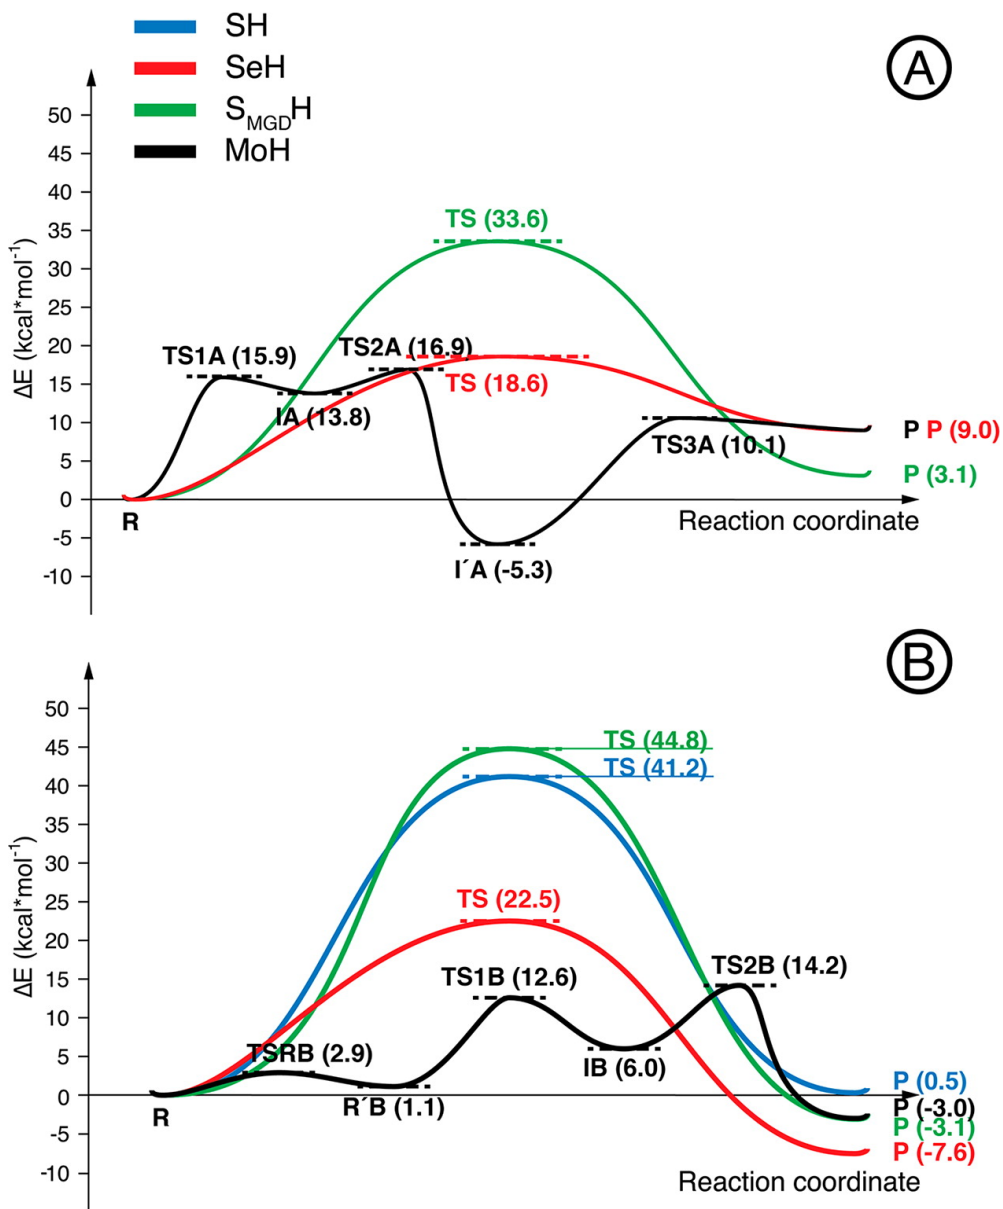 SH
SeH
S_MGD H
MoH
A
ΔE (kcal*mol⁻¹)
50
45
40
35
30
25
20
15
10
5
0
-5
-10
TS (33.6)
TS1A (15.9)
TS2A (16.9)
TS (18.6)
IA (13.8)
TS3A (10.1)
P P (9.0)
P (3.1)
R
Reaction coordinate
I´A (-5.3)
B
ΔE (kcal*mol⁻¹)
50
45
40
35
30
25
20
15
10
5
0
-5
-10
TS (44.8)
TS (41.2)
TS (22.5)
TS1B (12.6)
TS2B (14.2)
TSRB (2.9)
IB (6.0)
R´B (1.1)
R
P (0.5)
P (-3.0)
P (-3.1)
P (-7.6)
Reaction coordinate